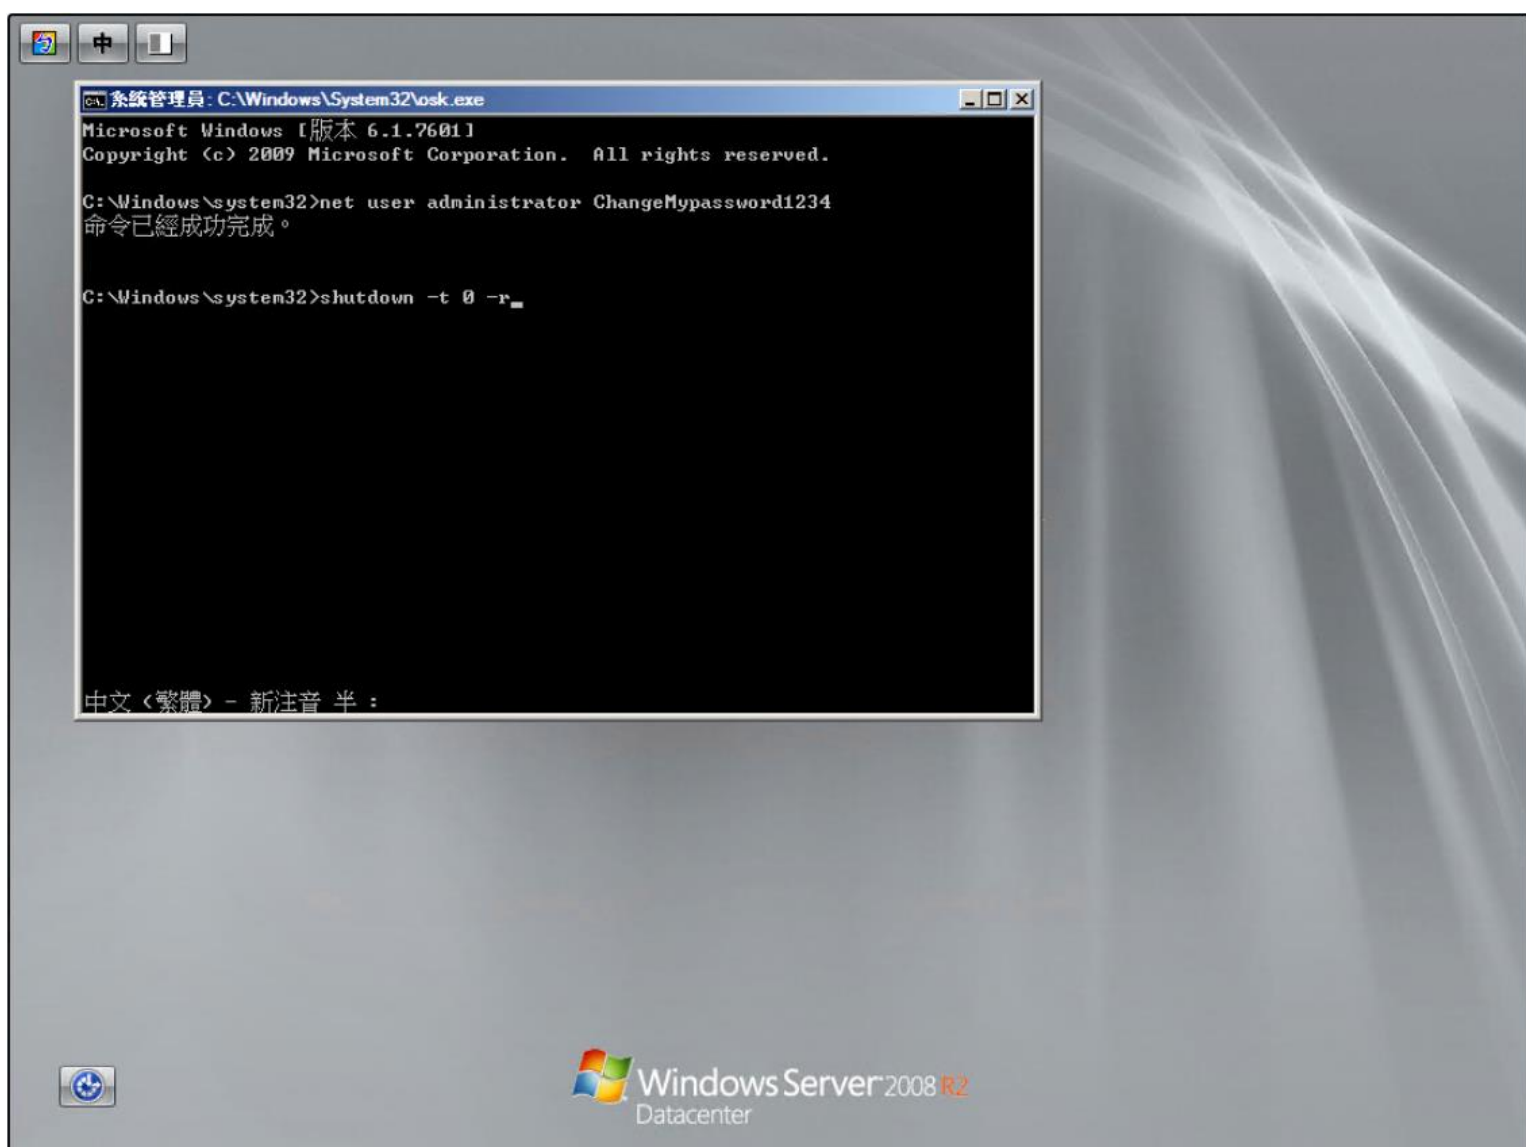 中
系統管理員: C:\Windows\System32\osk.exe
Microsoft Windows [版本 6.1.7601]
Copyright (c) 2009 Microsoft Corporation.  All rights reserved.
C:\Windows\system32>net user administrator ChangeMypassword1234
命令已經成功完成。
C:\Windows\system32>shutdown -t 0 -r_
中文 (繁體) - 新注音 半 :
Windows Server 2008 R2
Datacenter